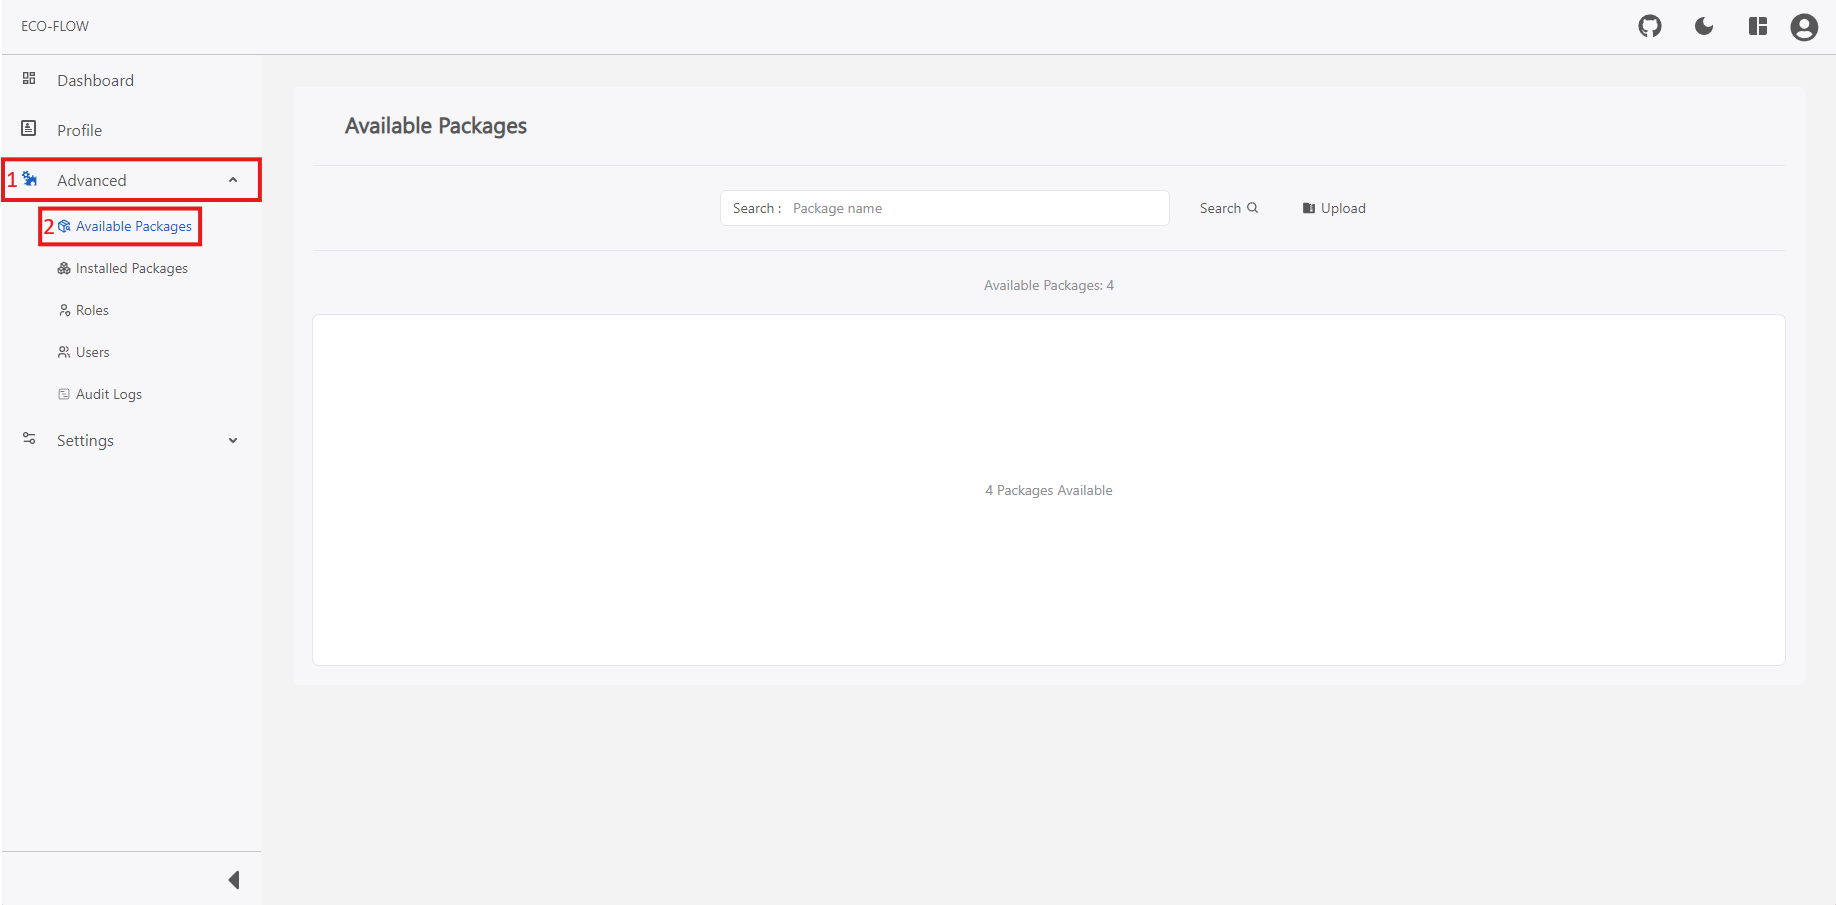 ECO-FLOW
Dashboard
Profile
1 Advanced
2 Available Packages
Installed Packages
Roles
Users
Audit Logs
Settings
Available Packages
Search : Package name
Search
Upload
Available Packages: 4
4 Packages Available